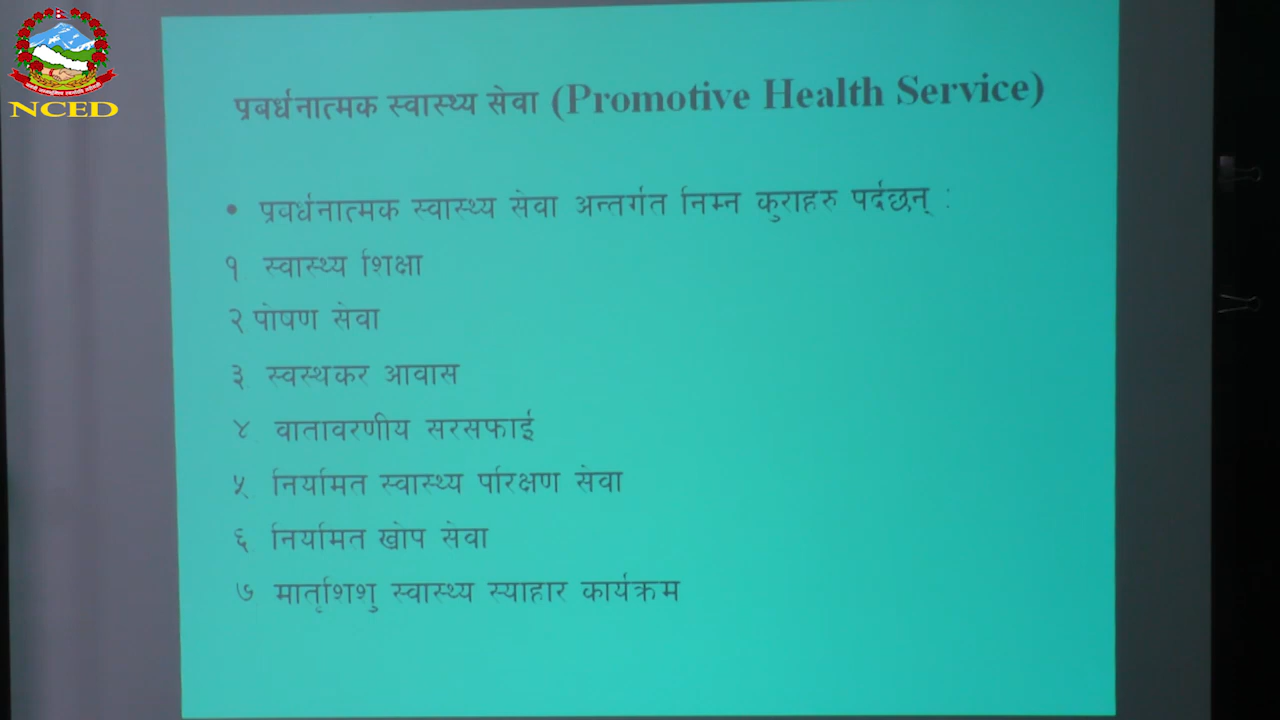 NCED
प्रबर्धनात्मक स्वास्थ्य सेवा (Promotive Health Service)
• प्रवर्धनात्मक स्वास्थ्य सेवा अन्तर्गत निम्न कुराहरु पर्दछन् :
१ स्वास्थ्य शिक्षा
२ पोषण सेवा
३. स्वस्थकर आवास
४. वातावरणीय सरसफाई
५. नियमित स्वास्थ्य परिक्षण सेवा
६. नियमित खोप सेवा
७ मातृशिशु स्वास्थ्य स्याहार कार्यक्रम